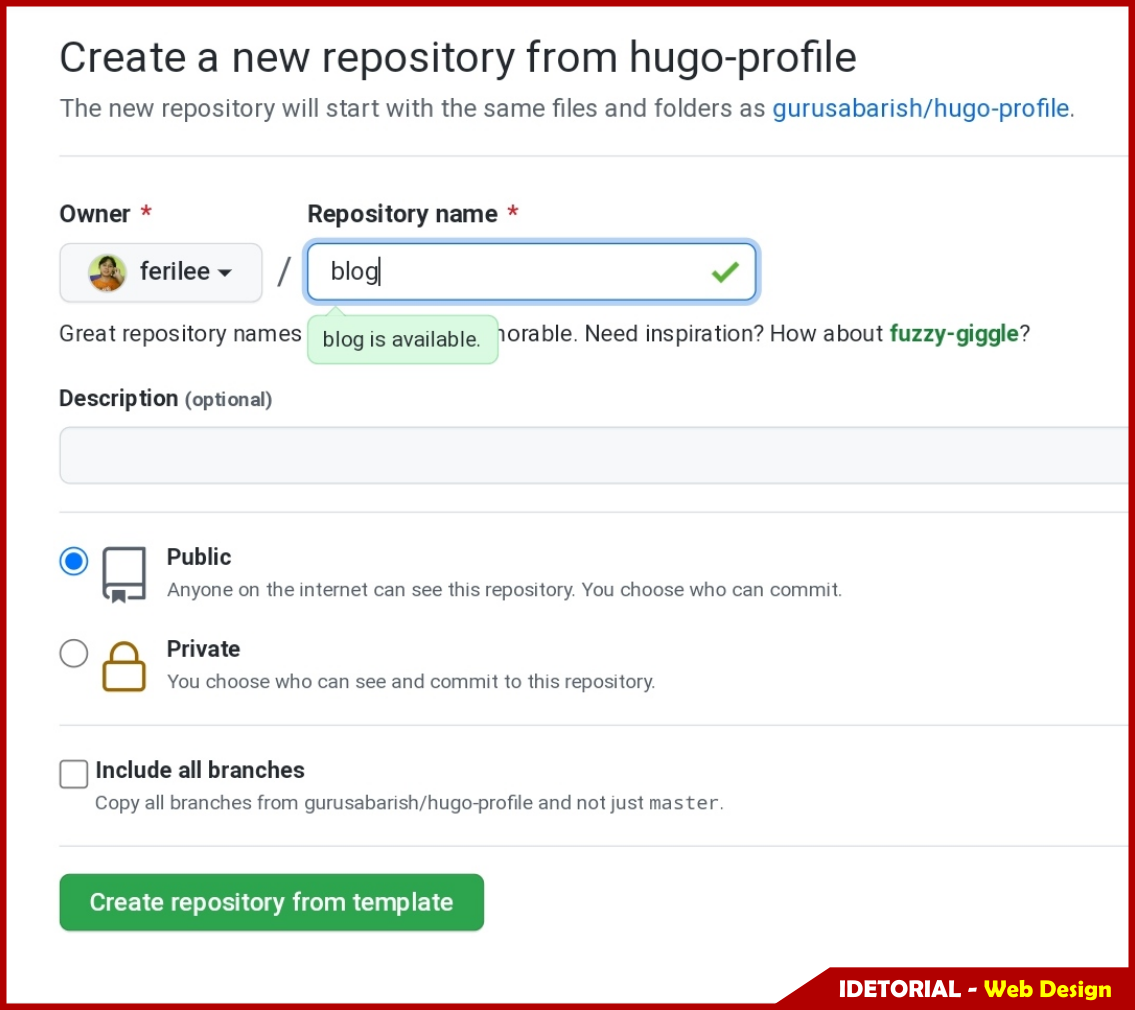 Create a new repository from hugo-profile
The new repository will start with the same files and folders as gurusabarish/hugo-profile.
Owner * Repository name *
ferilee / blog
Great repository names blog is available. Need inspiration? How about fuzzy-giggle?
Description (optional)
Public
Anyone on the internet can see this repository. You choose who can commit.
Private
You choose who can see and commit to this repository.
Include all branches
Copy all branches from gurusabarish/hugo-profile and not just master.
Create repository from template
IDETORIAL - Web Design